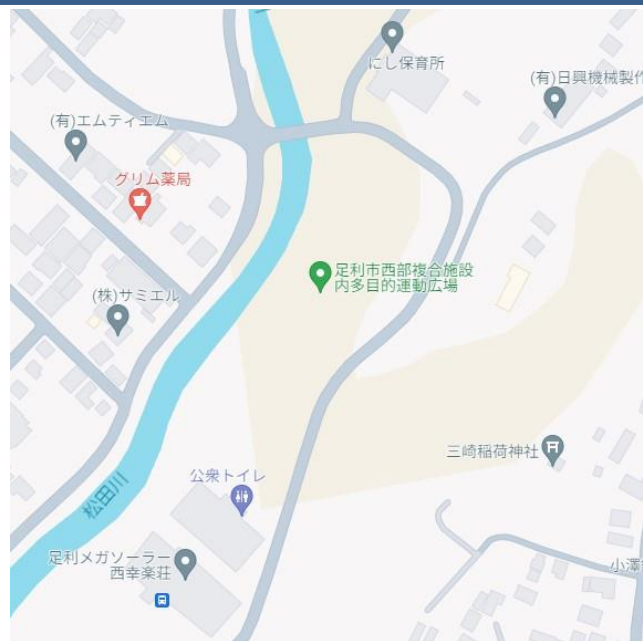 にし保育所
(有)日興機械製作
(有)エムティエム
グリム薬局
足利市西部複合施設
内多目的運動広場
(株)サミエル
三崎稲荷神社
公衆トイレ
松田川
足利メガソーラー
西幸楽荘